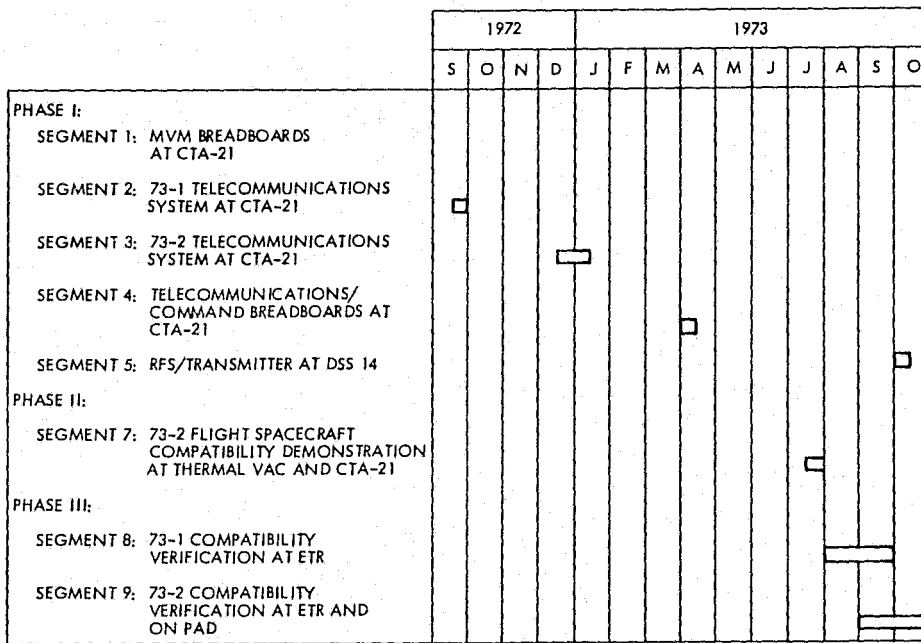 1972 1973
S O N D J F M A M J J A S O
PHASE I:
SEGMENT 1: MVM BREADBOARDS
AT CTA-21
SEGMENT 2: 73-1 TELECOMMUNICATIONS
SYSTEM AT CTA-21
SEGMENT 3: 73-2 TELECOMMUNICATIONS
SYSTEM AT CTA-21
SEGMENT 4: TELECOMMUNICATIONS/
COMMAND BREADBOARDS AT
CTA-21
SEGMENT 5: RFS/TRANSMITTER AT DSS 14
PHASE II:
SEGMENT 7: 73-2 FLIGHT SPACECRAFT
COMPATIBILITY DEMONSTRATION
AT THERMAL VAC AND CTA-21
PHASE III:
SEGMENT 8: 73-1 COMPATIBILITY
VERIFICATION AT ETR
SEGMENT 9: 73-2 COMPATIBILITY
VERIFICATION AT ETR AND
ON PAD